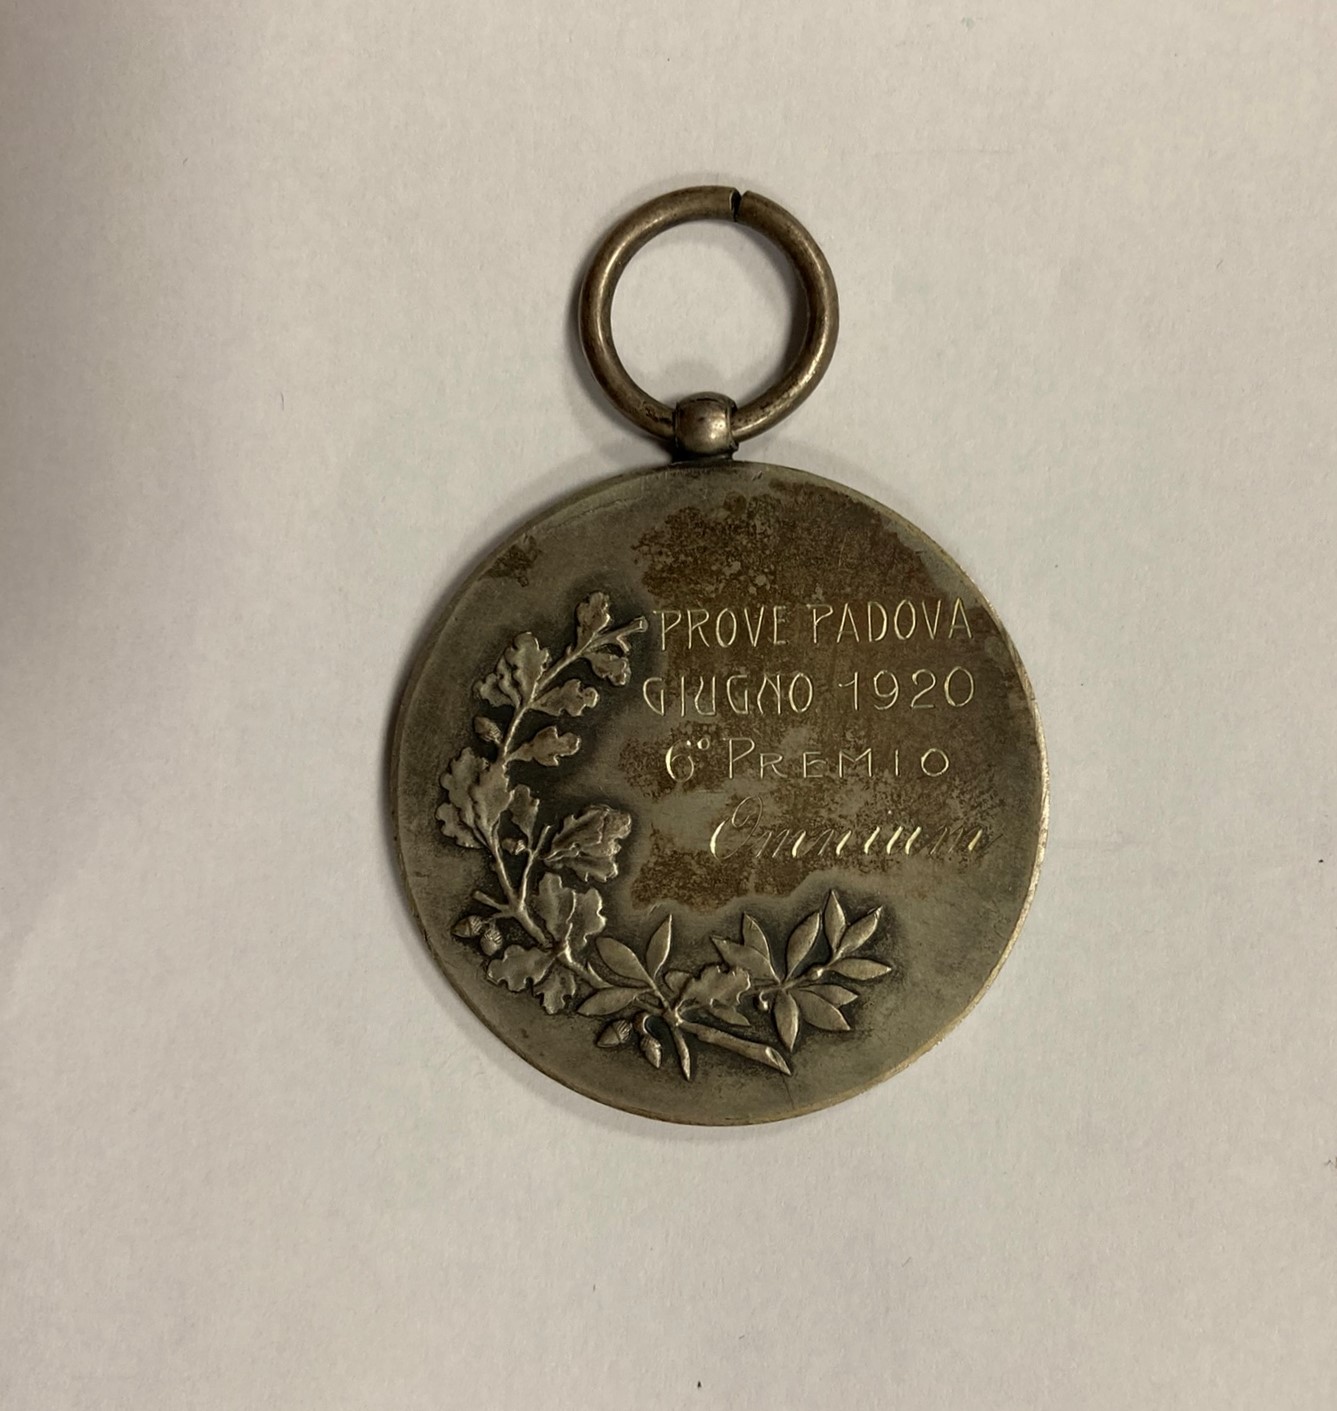 PROVE PADOVA
GIUGNO 1920
6° PREMIO
Omnium